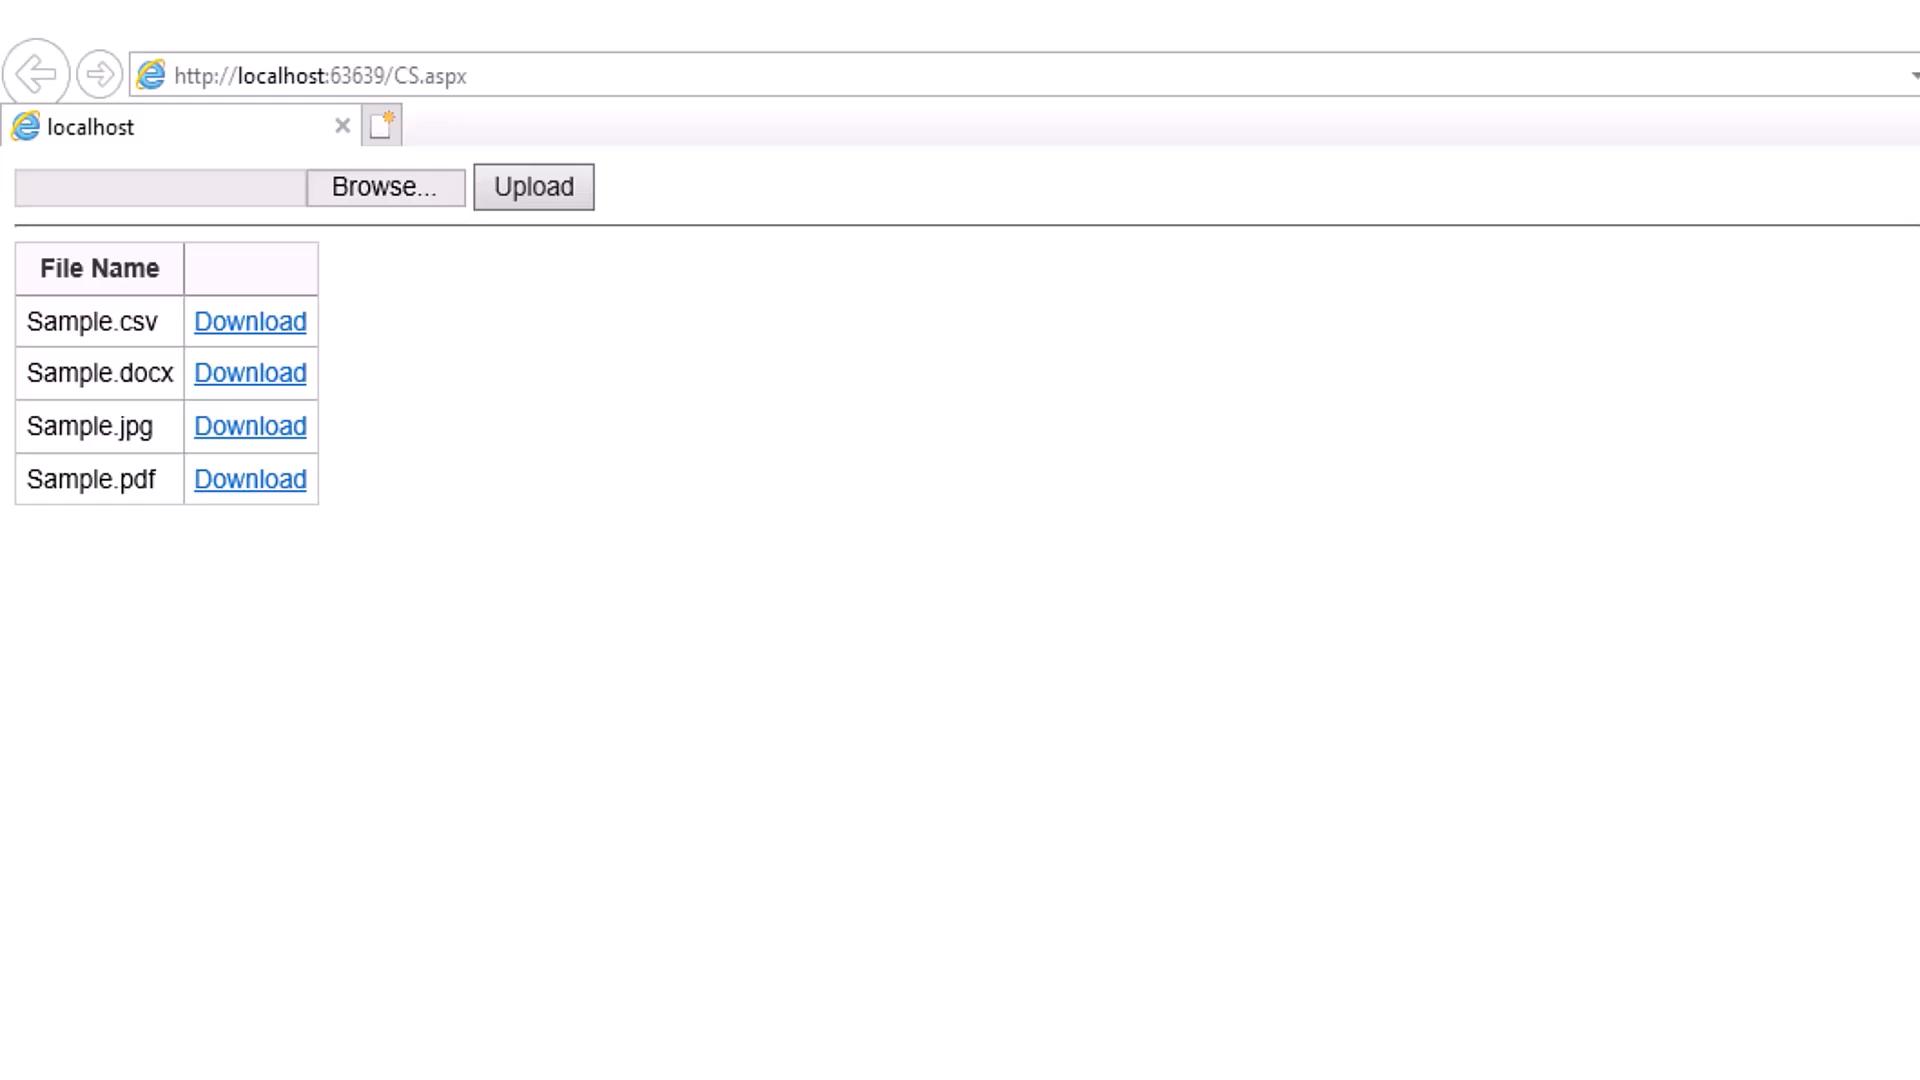 http://localhost:63639/CS.aspx
localhost
Browse... Upload
File Name
Sample.csv Download
Sample.docx Download
Sample.jpg Download
Sample.pdf Download